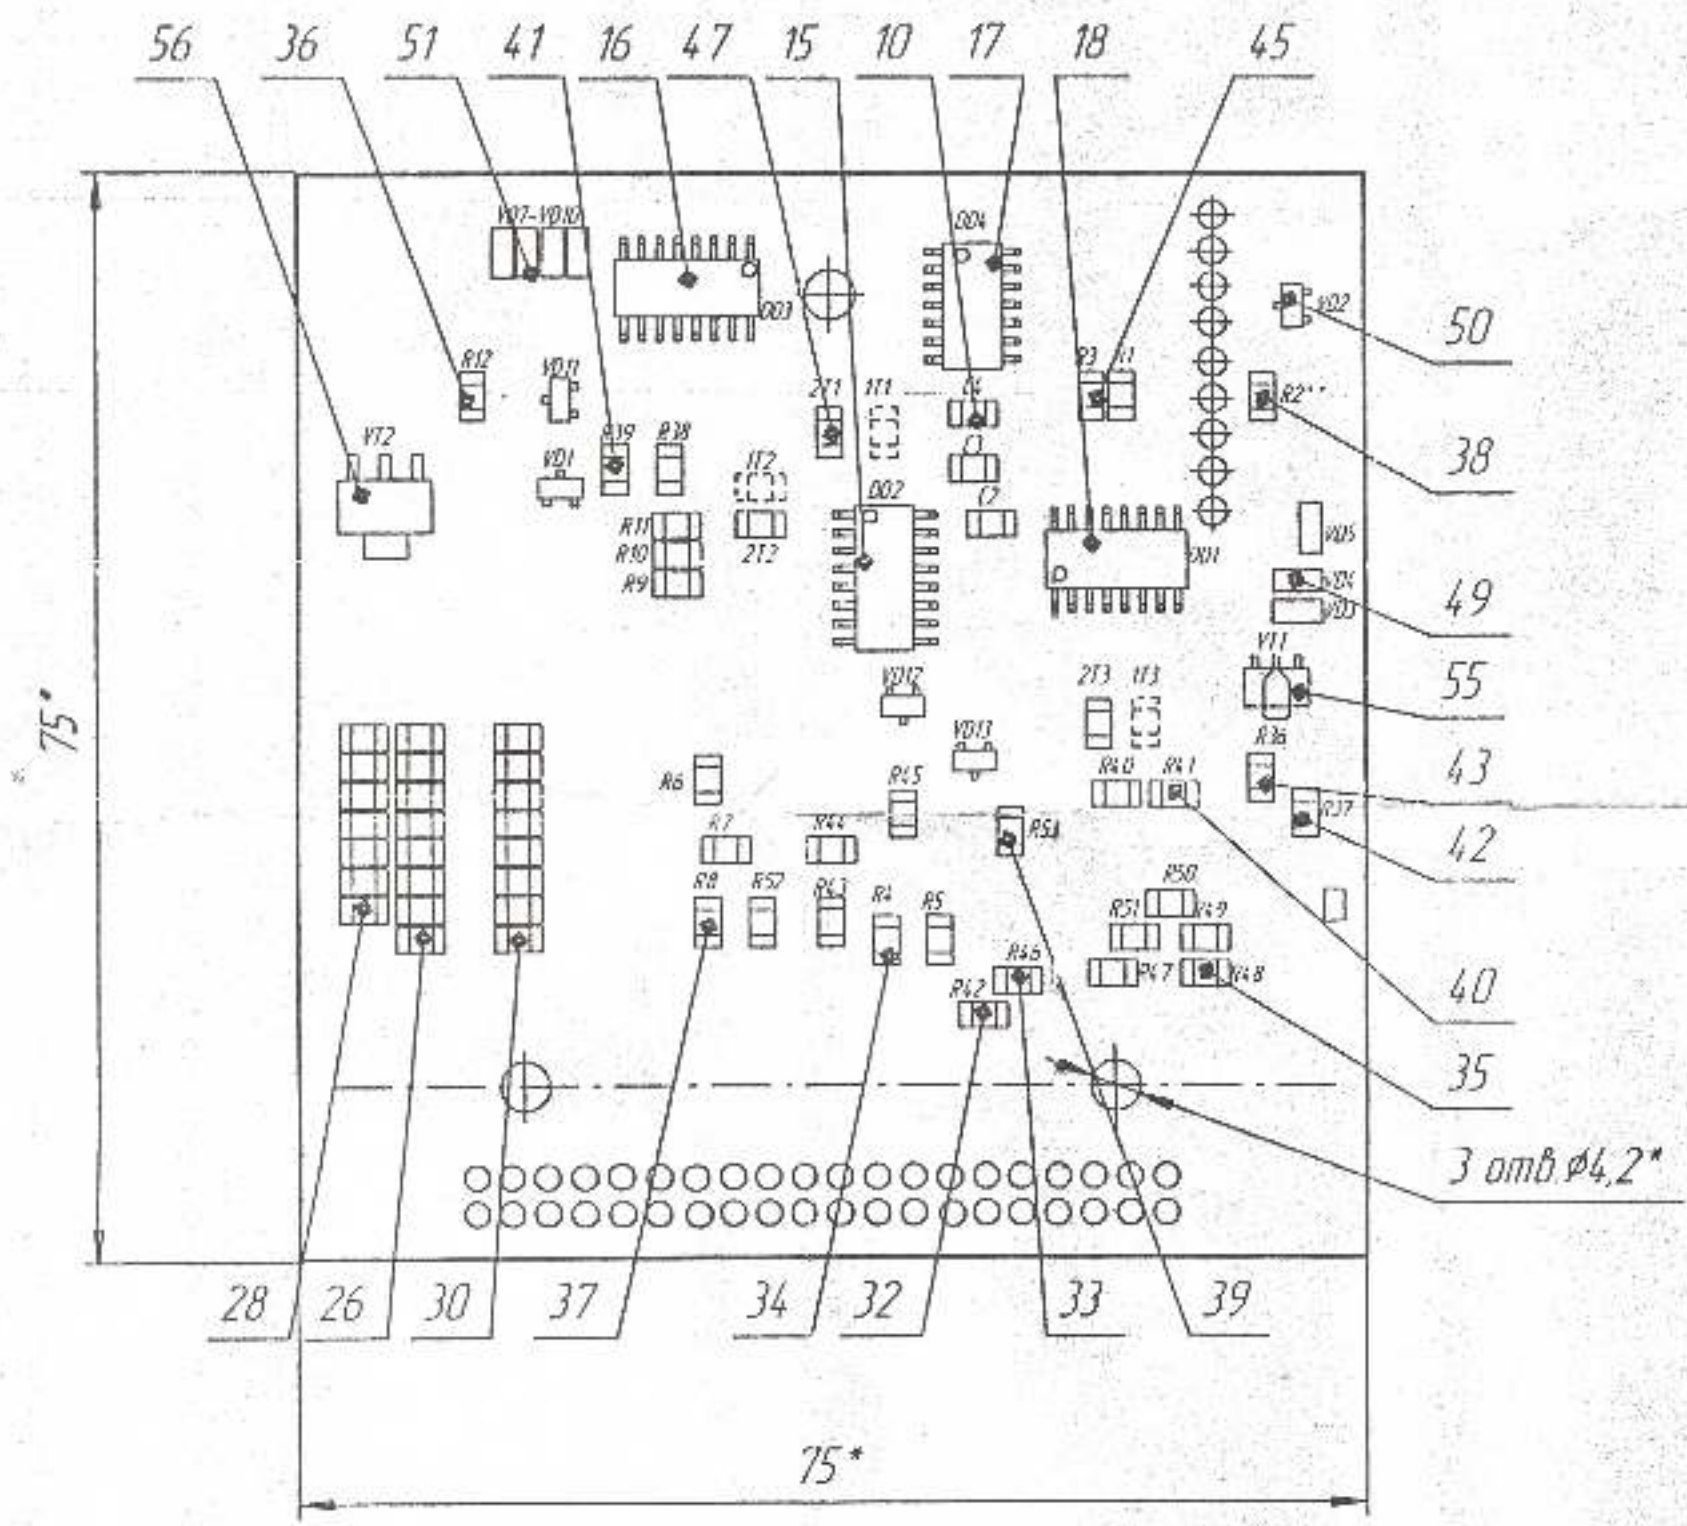 56 36 51 41 16 47 15 10 17 18 45
VD7-VD10
DD4
DD3
VD2
50
R12 VD11 2T1 1T1 C4 R3
R2**
VT2 R39 R38
38
VD1 1T2 C3
DD2 C2
R11
R10 2T2
VD5
DD1
R9
VD4
49
VD3
VT1
VD12 2T3 1T3
55
75*
VD13 R36
R6 R45 R40 R41
43
R7 R44 R53 R37
42
R8 R52 R43 R4 R5 R50
R51 R49
R46 R47 R48
40
R42
35
3 отв.⌀4,2*
28 26 30 37 34 32 33 39
75*